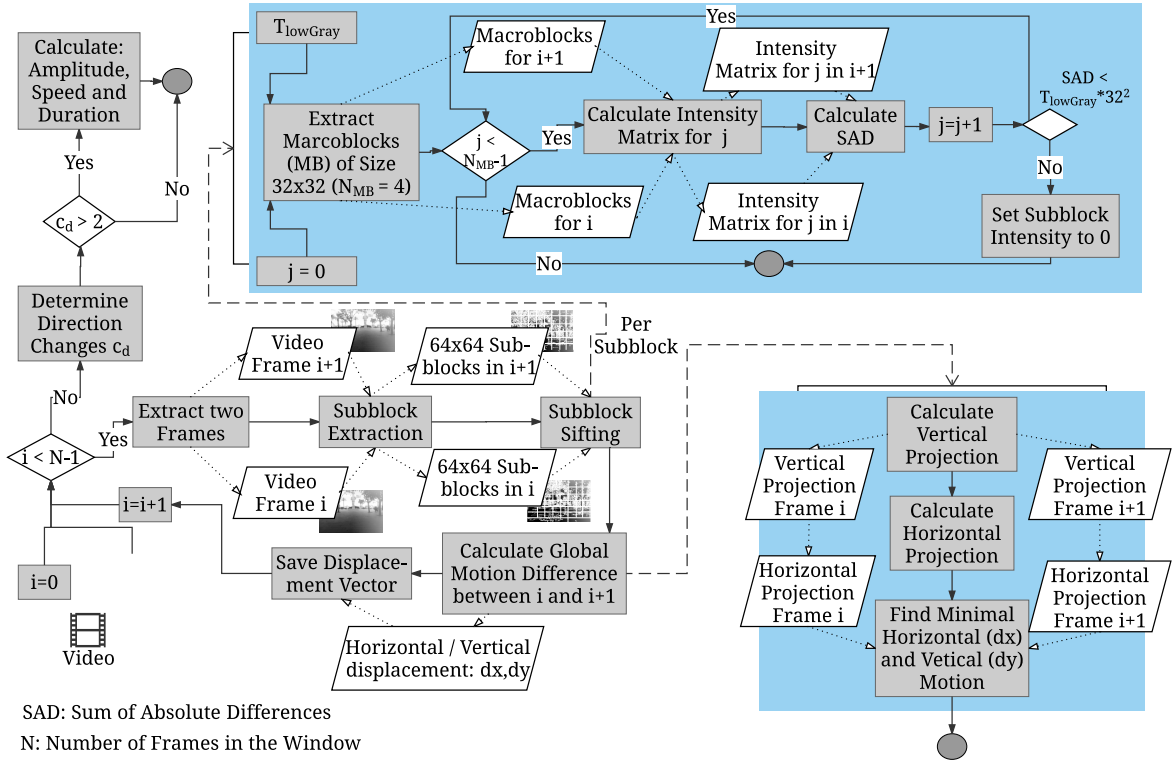 Calculate:
Amplitude,
Speed and
Duration
Yes
No
c_d > 2
Determine
Direction
Changes c_d
No
i < N-1
Yes
i=0
Video
i=i+1
Extract two
Frames
Video
Frame i+1
Video
Frame i
Subblock
Extraction
64x64 Sub-
blocks in i+1
64x64 Sub-
blocks in i
Subblock
Sifting
Per
Subblock
Calculate Global
Motion Difference
between i and i+1
Save Displace-
ment Vector
Horizontal / Vertical
displacement: dx,dy
T_lowGray
Extract
Marcoblocks
(MB) of Size
32x32 (N_MB = 4)
j = 0
Macroblocks
for i+1
Macroblocks
for i
j <
N_MB-1
Yes
No
Calculate Intensity
Matrix for j
Intensity
Matrix for j in i+1
Intensity
Matrix for j in i
Calculate
SAD
j=j+1
SAD <
T_lowGray*32²
Yes
No
Set Subblock
Intensity to 0
Calculate
Vertical
Projection
Vertical
Projection
Frame i
Vertical
Projection
Frame i+1
Calculate
Horizontal
Projection
Horizontal
Projection
Frame i
Horizontal
Projection
Frame i+1
Find Minimal
Horizontal (dx)
and Vetical (dy)
Motion
SAD: Sum of Absolute Differences
N: Number of Frames in the Window